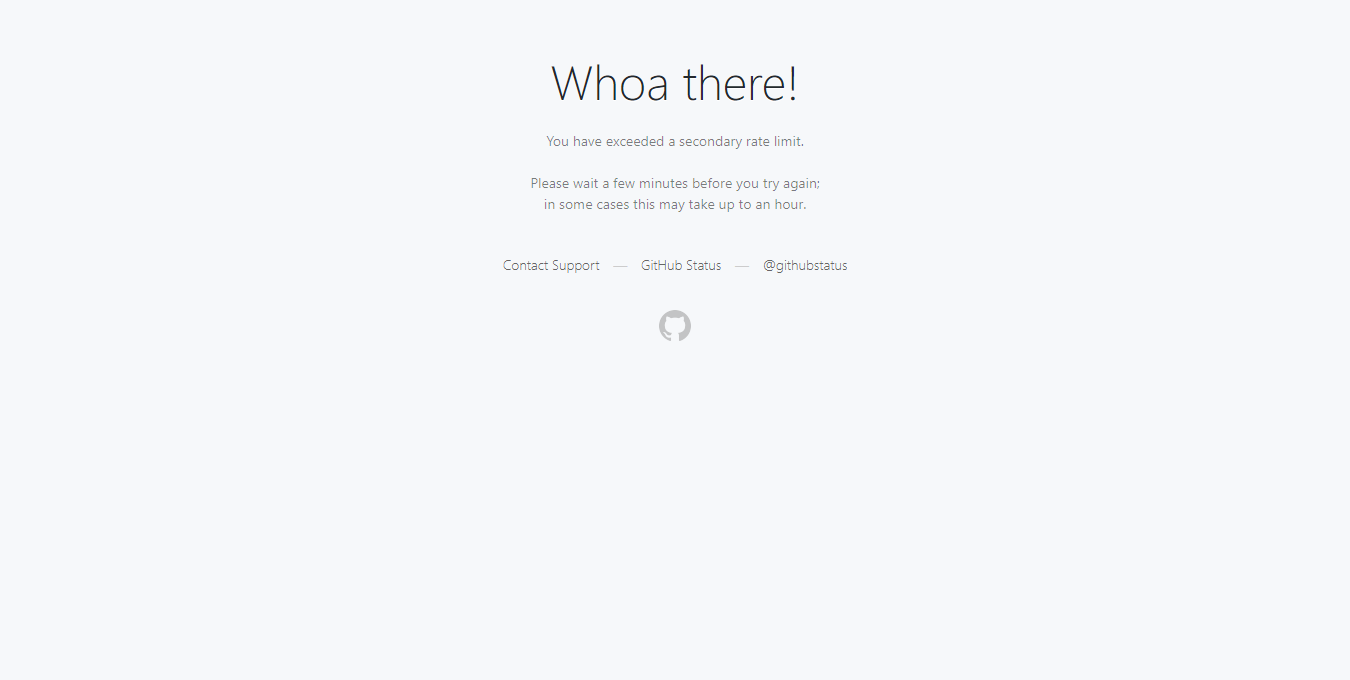 Whoa there!
You have exceeded a secondary rate limit.
Please wait a few minutes before you try again;
in some cases this may take up to an hour.
Contact Support — GitHub Status — @githubstatus